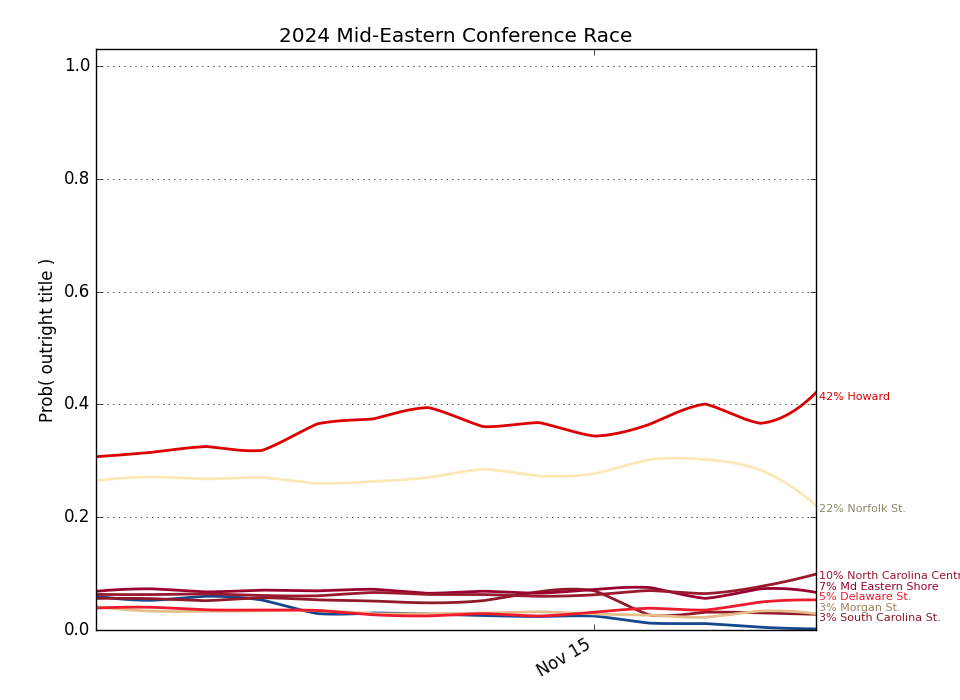 2024 Mid-Eastern Conference Race
1.0
0.8
0.6
0.4
0.2
0.0
Prob( outright title )
Nov 15
42% Howard
22% Norfolk St.
10% North Carolina Centr
7% Md Eastern Shore
5% Delaware St.
3% Morgan St.
3% South Carolina St.